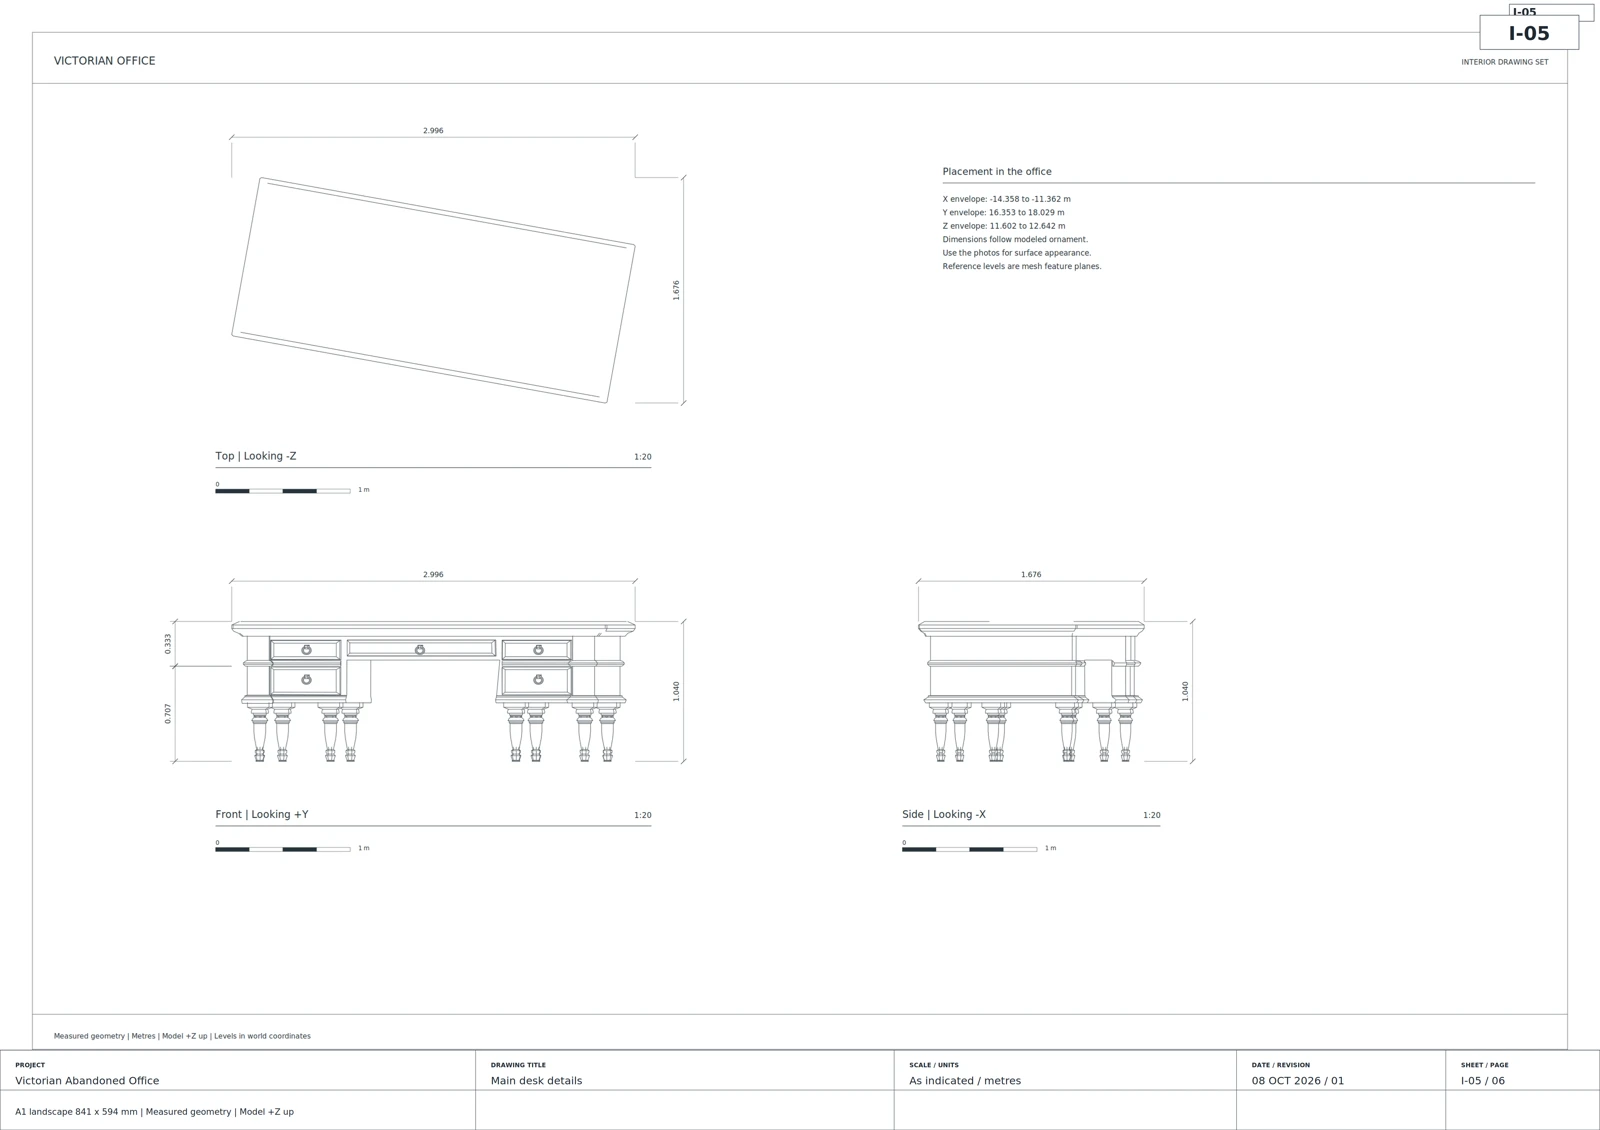 I-05
I-05
VICTORIAN OFFICE
INTERIOR DRAWING SET
2.996
1.676
Placement in the office
X envelope: -14.358 to -11.362 m
Y envelope: 16.353 to 18.029 m
Z envelope: 11.602 to 12.642 m
Dimensions follow modeled ornament.
Use the photos for surface appearance.
Reference levels are mesh feature planes.
Top | Looking -Z
1:20
0
1 m
2.996
0.333
0.707
1.040
Front | Looking +Y
1:20
0
1 m
1.676
1.040
Side | Looking -X
1:20
0
1 m
Measured geometry | Metres | Model +Z up | Levels in world coordinates
PROJECT
Victorian Abandoned Office
DRAWING TITLE
Main desk details
SCALE / UNITS
As indicated / metres
DATE / REVISION
08 OCT 2026 / 01
SHEET / PAGE
I-05 / 06
A1 landscape 841 x 594 mm | Measured geometry | Model +Z up